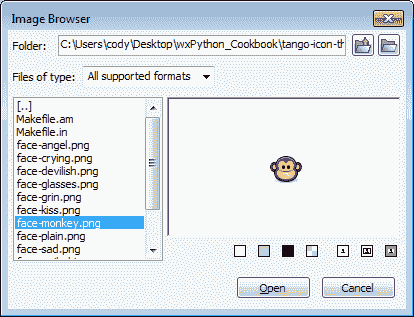 Image Browser
Folder: C:\Users\cody\Desktop\wxPython_Cookbook\tango-icon-th
Files of type: All supported formats
[..]
Makefile.am
Makefile.in
face-angel.png
face-crying.png
face-devilish.png
face-glasses.png
face-grin.png
face-kiss.png
face-monkey.png
face-plain.png
face-sad.png
Open Cancel